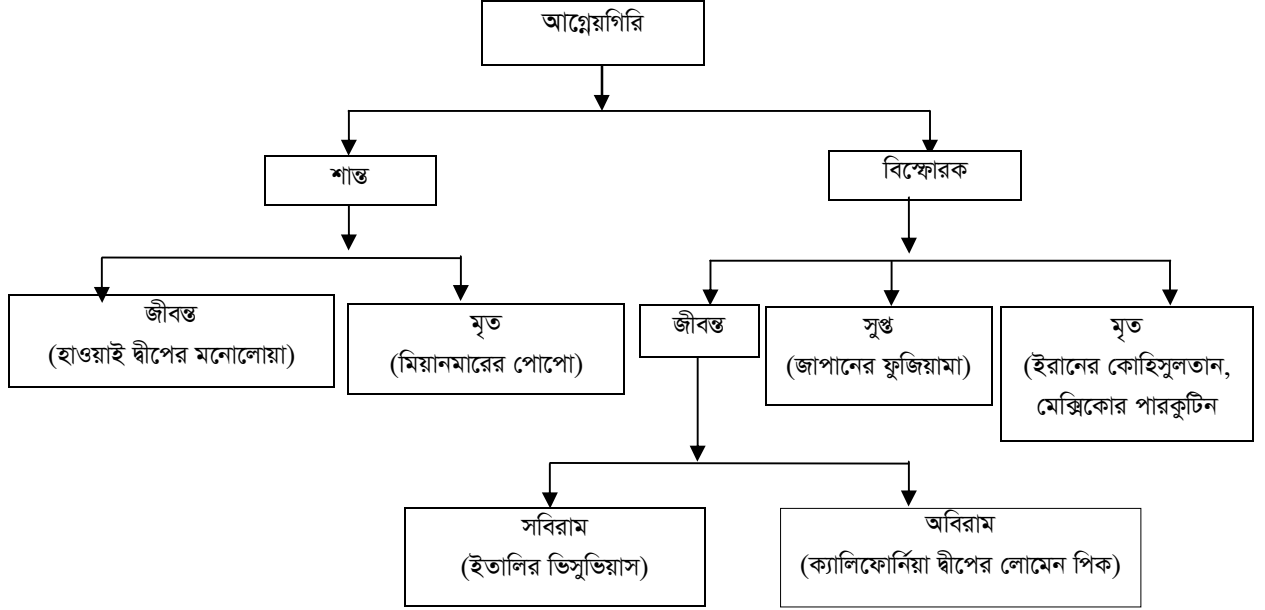 আগ্নেয়গিরি
শান্ত
বিস্ফোরক
জীবন্ত
(হাওয়াই দ্বীপের মনোলোয়া)
মৃত
(মিয়ানমারের পোপো)
জীবন্ত
সুপ্ত
(জাপানের ফুজিয়ামা)
মৃত
(ইরানের কোহিসুলতান,
মেক্সিকোর পারকুটিন
সবিরাম
(ইতালির ভিসুভিয়াস)
অবিরাম
(ক্যালিফোর্নিয়া দ্বীপের লোমেন পিক)